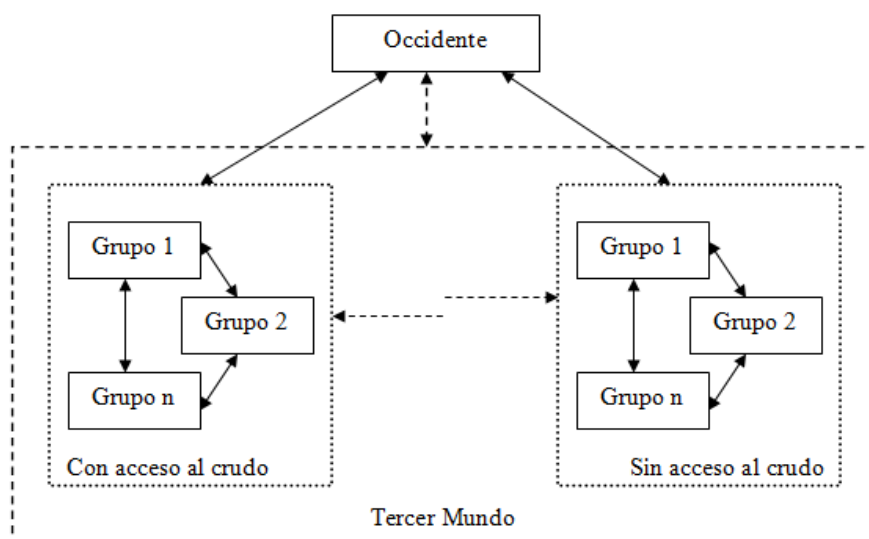 Occidente
Grupo 1
Grupo 2
Grupo n
Con acceso al crudo
Grupo 1
Grupo 2
Grupo n
Sin acceso al crudo
Tercer Mundo